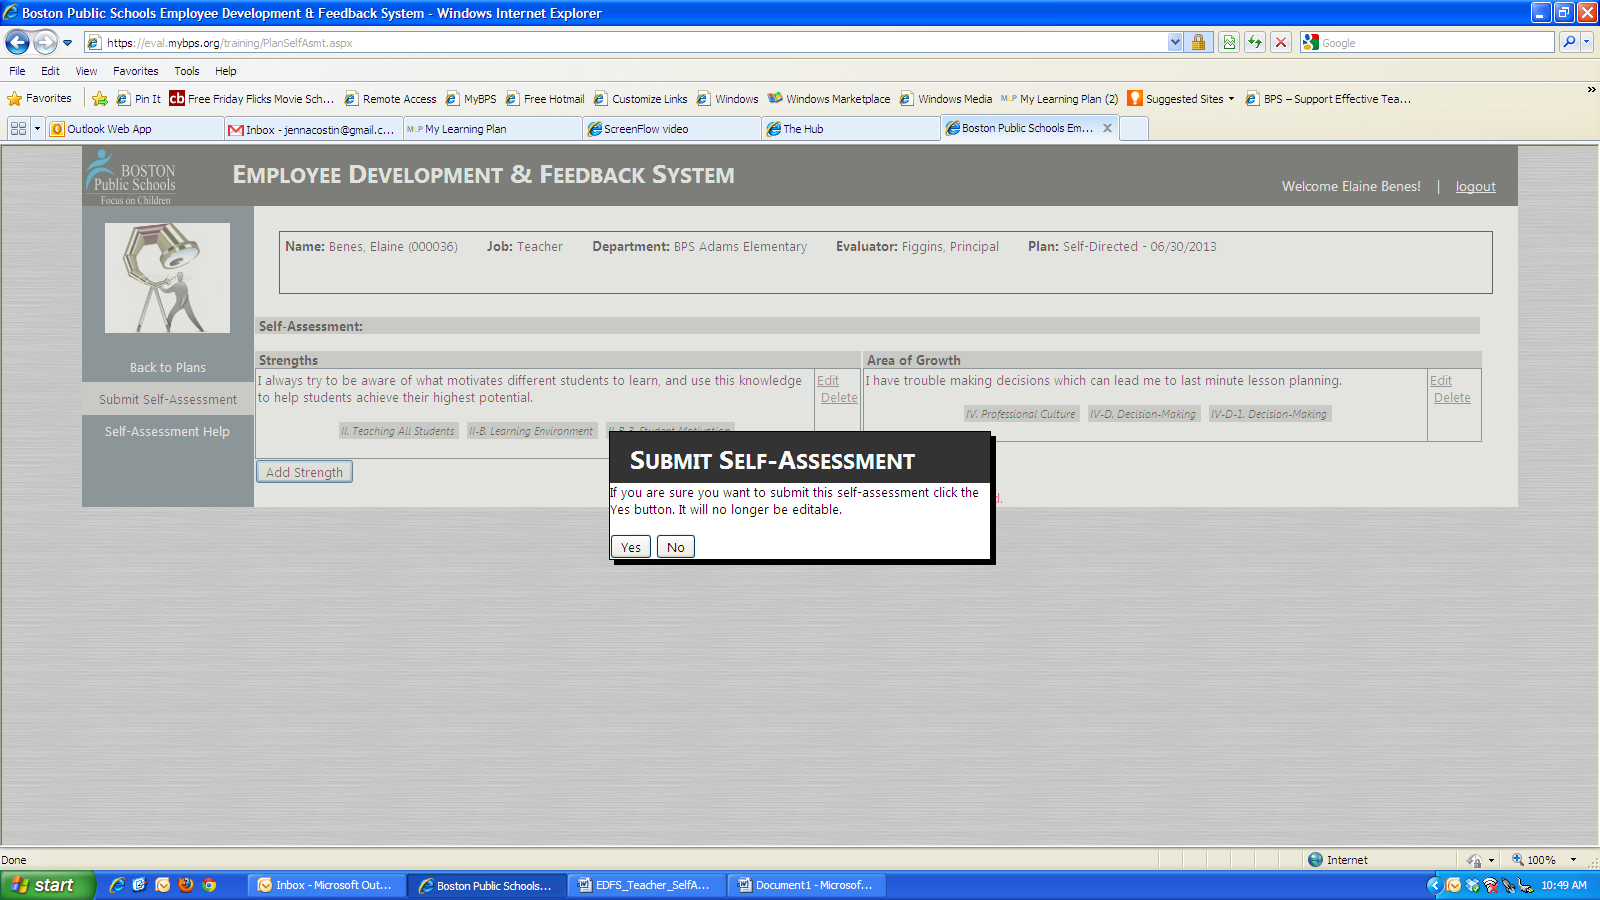 Boston Public Schools Employee Development & Feedback System - Windows Internet Explorer
https://eval.mybps.org/training/PlanSelfAsmt.aspx
Google
File Edit View Favorites Tools Help
Favorites Pin It cb Free Friday Flicks Movie Sch... Remote Access MyBPS Free Hotmail Customize Links Windows Windows Marketplace Windows Media MLP My Learning Plan (2) Suggested Sites BPS – Support Effective Tea... »
Outlook Web App Inbox - jennacostin@gmail.c... MLP My Learning Plan ScreenFlow video The Hub Boston Public Schools Em... X
BOSTON
Public Schools
Focus on Children
EMPLOYEE DEVELOPMENT & FEEDBACK SYSTEM
Welcome Elaine Benes! | logout
Name: Benes, Elaine (000036) Job: Teacher Department: BPS Adams Elementary Evaluator: Figgins, Principal Plan: Self-Directed - 06/30/2013
Back to Plans
Submit Self-Assessment
Self-Assessment Help
Self-Assessment:
Strengths
I always try to be aware of what motivates different students to learn, and use this knowledge
to help students achieve their highest potential.
Edit
Delete
II. Teaching All Students II-B. Learning Environment II-B-3. Student Motivation
Add Strength
Area of Growth
I have trouble making decisions which can lead me to last minute lesson planning.
Edit
Delete
IV. Professional Culture IV-D. Decision-Making IV-D-1. Decision-Making
SUBMIT SELF-ASSESSMENT
If you are sure you want to submit this self-assessment click the
Yes button. It will no longer be editable.
Yes No
d.
Done Internet 100%
start Inbox - Microsoft Out... Boston Public Schools... EDFS_Teacher_SelfA... Document1 - Microsof... 10:49 AM